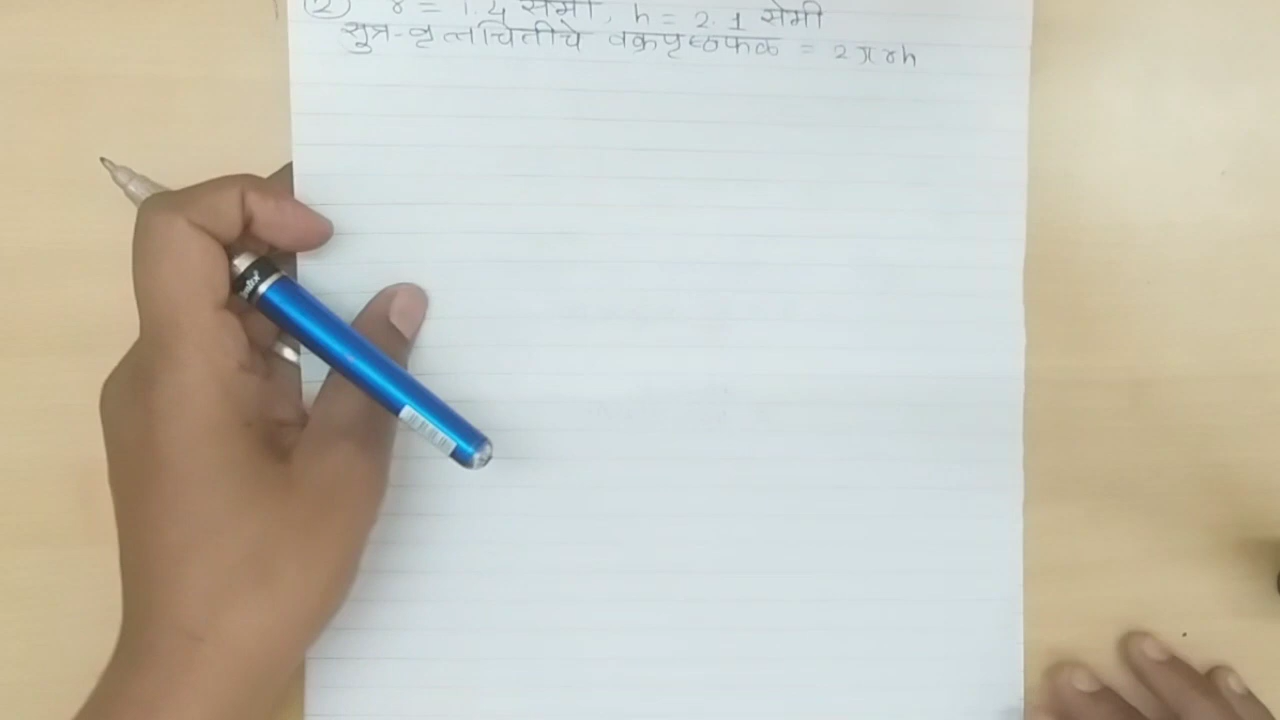 ② r = 1.4 सेमी, h = 2.1 सेमी
सुत्र-वृत्तचितीचे वक्रपृष्ठफळ = 2πrh